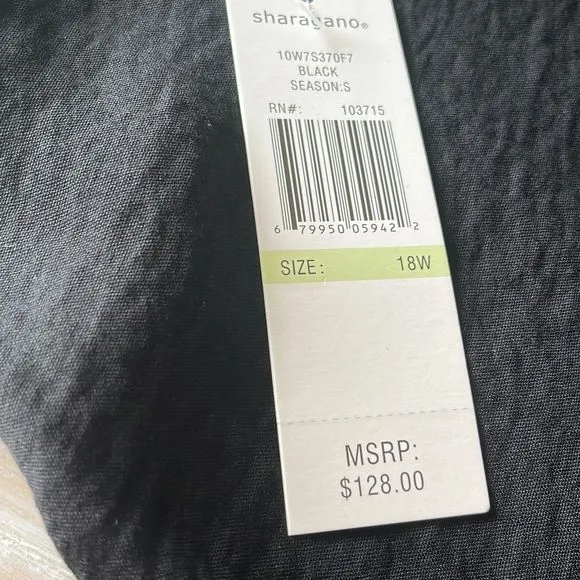 sharagano®
10W7S370F7
BLACK
SEASON:S
RN#: 103715
6 79950 05942 2
SIZE: 18W
MSRP:
$128.00